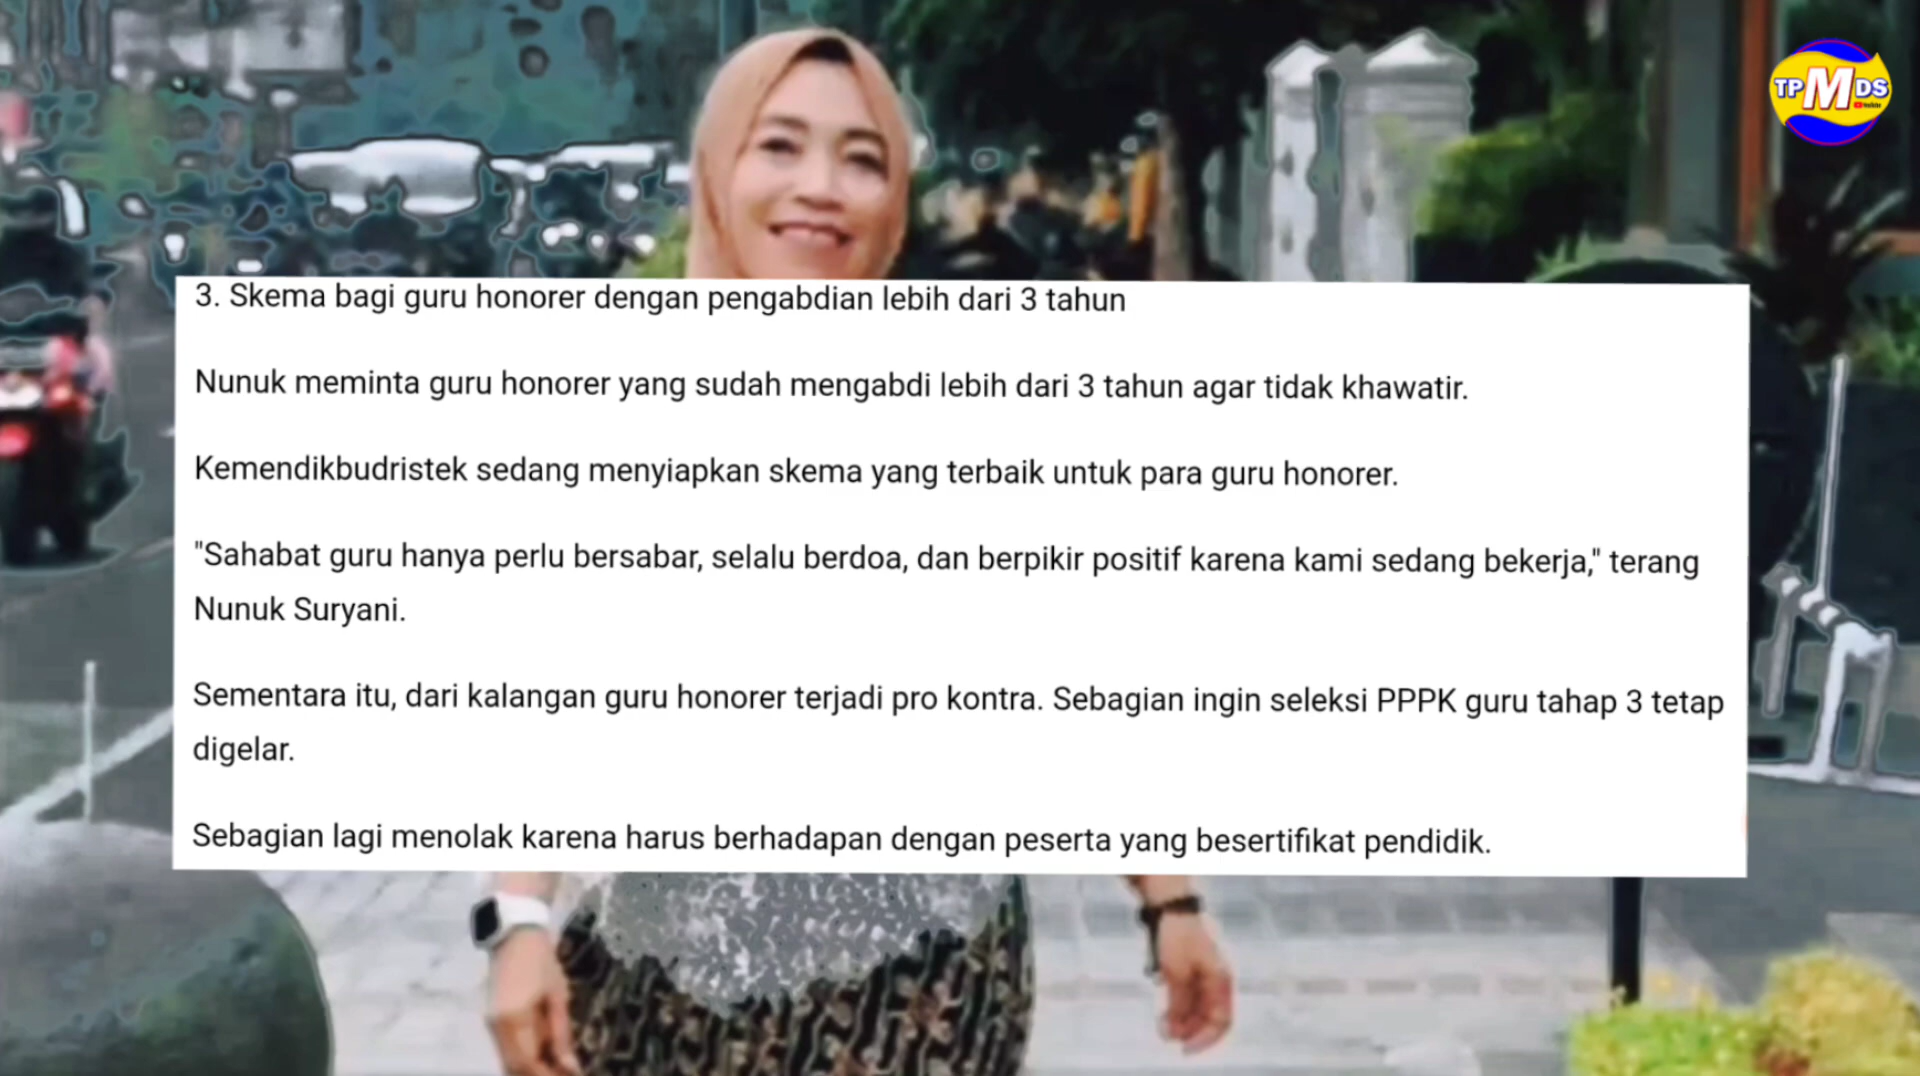 TPMDS
3. Skema bagi guru honorer dengan pengabdian lebih dari 3 tahun
Nunuk meminta guru honorer yang sudah mengabdi lebih dari 3 tahun agar tidak khawatir.
Kemendikbudristek sedang menyiapkan skema yang terbaik untuk para guru honorer.
"Sahabat guru hanya perlu bersabar, selalu berdoa, dan berpikir positif karena kami sedang bekerja," terang
Nunuk Suryani.
Sementara itu, dari kalangan guru honorer terjadi pro kontra. Sebagian ingin seleksi PPPK guru tahap 3 tetap
digelar.
Sebagian lagi menolak karena harus berhadapan dengan peserta yang besertifikat pendidik.